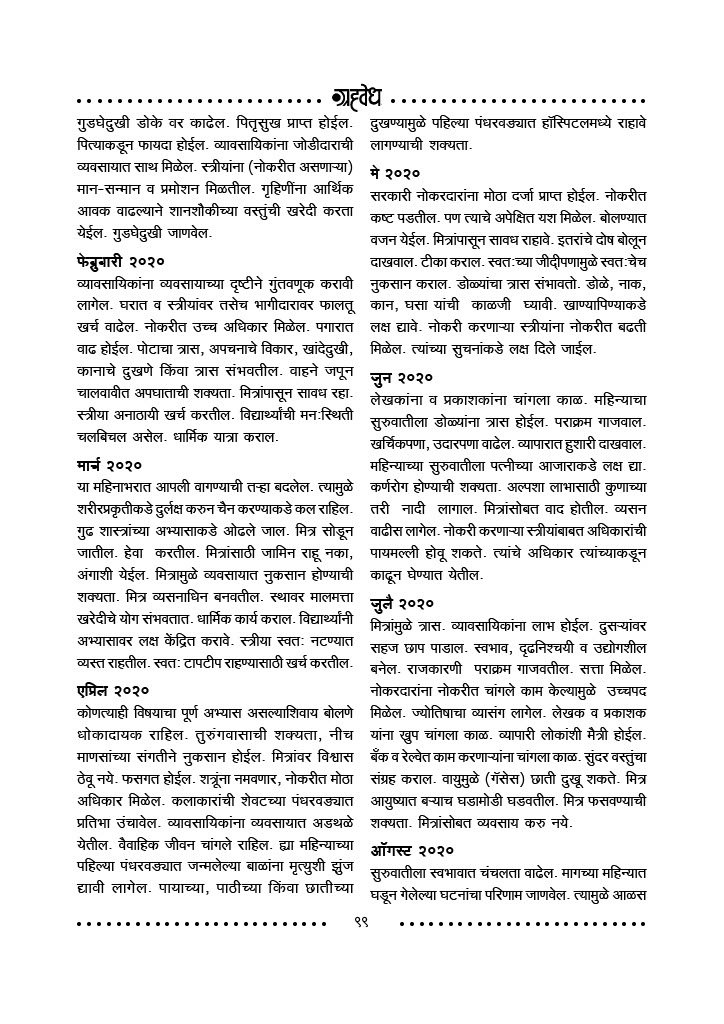 ग्रहवेध
गुडघेदुखी डोके वर काढेल. पितृसुख प्राप्त होईल.
पित्याकडून फायदा होईल. व्यावसायिकांना जोडीदाराची
व्यवसायात साथ मिळेल. स्त्रीयांना (नोकरीत असणाऱ्या)
मान-सन्मान व प्रमोशन मिळतील. गृहिणींना आर्थिक
आवक वाढल्याने शानशौकीच्या वस्तुंची खरेदी करता
येईल. गुडघेदुखी जाणवेल.
फेब्रुबारी २०२०
व्यावसायिकांना व्यवसायाच्या दृष्टीने गुंतवणूक करावी
लागेल. घरात व स्त्रीयांवर तसेच भागीदारावर फालतू
खर्च वाढेल. नोकरीत उच्च अधिकार मिळेल. पगारात
वाढ होईल. पोटाचा त्रास, अपचनाचे विकार, खांदेदुखी,
कानाचे दुखणे किंवा त्रास संभवतील. वाहने जपून
चालवावीत अपघाताची शक्यता. मित्रांपासून सावध रहा.
स्त्रीया अनाठायी खर्च करतील. विद्यार्थ्यांची मन:स्थिती
चलबिचल असेल. धार्मिक यात्रा कराल.
मार्च २०२०
या महिनाभरात आपली वागण्याची तऱ्हा बदलेल. त्यामुळे
शरीरप्रकृतीकडे दुर्लक्ष करुन चैन करण्याकडे कल राहिल.
गुढ शास्त्रांच्या अभ्यासाकडे ओढले जाल. मित्र सोडून
जातील. हेवा करतील. मित्रांसाठी जामिन राहू नका,
अंगाशी येईल. मित्रामुळे व्यवसायात नुकसान होण्याची
शक्यता. मित्र व्यसनाधिन बनवतील. स्थावर मालमत्ता
खरेदीचे योग संभवतात. धार्मिक कार्य कराल. विद्यार्थ्यांनी
अभ्यासावर लक्ष केंद्रित करावे. स्त्रीया स्वत: नटण्यात
व्यस्त राहतील. स्वत: टापटीप राहण्यासाठी खर्च करतील.
एप्रिल २०२०
कोणत्याही विषयाचा पूर्ण अभ्यास असल्याशिवाय बोलणे
धोकादायक राहिल. तुरुंगवासाची शक्यता, नीच
माणसांच्या संगतीने नुकसान होईल. मित्रांवर विश्वास
ठेवू नये. फसगत होईल. शत्रूंना नमवणार, नोकरीत मोठा
अधिकार मिळेल. कलाकारांची शेवटच्या पंधरवड्यात
प्रतिभा उंचावेल. व्यावसायिकांना व्यवसायात अडथळे
येतील. वैवाहिक जीवन चांगले राहिल. ह्या महिन्याच्या
पहिल्या पंधरवड्यात जन्मलेल्या बाळांना मृत्युशी झुंज
द्यावी लागेल. पायाच्या, पाठीच्या किंवा छातीच्या
दुखण्यामुळे पहिल्या पंधरवड्यात हॉस्पिटलमध्ये राहावे
लागण्याची शक्यता.
मे २०२०
सरकारी नोकरदारांना मोठा दर्जा प्राप्त होईल. नोकरीत
कष्ट पडतील. पण त्याचे अपेक्षित यश मिळेल. बोलण्यात
वजन येईल. मित्रांपासून सावध राहावे. इतरांचे दोष बोलून
दाखवाल. टीका कराल. स्वत:च्या जीद्दीपणामुळे स्वत:चेच
नुकसान कराल. डोळ्यांचा त्रास संभावतो. डोळे, नाक,
कान, घसा यांची काळजी घ्यावी. खाण्यापिण्याकडे
लक्ष द्यावे. नोकरी करणाऱ्या स्त्रीयांना नोकरीत बढती
मिळेल. त्यांच्या सुचनांकडे लक्ष दिले जाईल.
जुन २०२०
लेखकांना व प्रकाशकांना चांगला काळ. महिन्याचा
सुरुवातीला डोळ्यांना त्रास होईल. पराक्रम गाजवाल.
खर्चिकपणा, उदारपणा वाढेल. व्यापारात हुशारी दाखवाल.
महिन्याच्या सुरुवातीला पत्नीच्या आजाराकडे लक्ष द्या.
कर्णरोग होण्याची शक्यता. अल्पशा लाभासाठी कुणाच्या
तरी नादी लागाल. मित्रांसोबत वाद होतील. व्यसन
वाढीस लागेल. नोकरी करणाऱ्या स्त्रीयांबाबत अधिकारांची
पायमल्ली होवू शकते. त्यांचे अधिकार त्यांच्याकडून
काढून घेण्यात येतील.
जुलै २०२०
मित्रांमुळे त्रास. व्यावसायिकांना लाभ होईल. दुसऱ्यांवर
सहज छाप पाडाल. स्वभाव, दृढनिश्चयी व उद्योगशील
बनेल. राजकारणी पराक्रम गाजवतील. सत्ता मिळेल.
नोकरदारांना नोकरीत चांगले काम केल्यामुळे उच्चपद
मिळेल. ज्योतिषाचा व्यासंग लागेल. लेखक व प्रकाशक
यांना खुप चांगला काळ. व्यापारी लोकांशी मैत्री होईल.
बँक व रेल्वेत काम करणाऱ्यांना चांगला काळ. सुंदर वस्तुंचा
संग्रह कराल. वायुमुळे (गॅसेस) छाती दुखू शकते. मित्र
आयुष्यात बऱ्याच घडामोडी घडवतील. मित्र फसवण्याची
शक्यता. मित्रांसोबत व्यवसाय करु नये.
ऑगस्ट २०२०
सुरुवातीला स्वभावात चंचलता वाढेल. मागच्या महिन्यात
घडून गेलेल्या घटनांचा परिणाम जाणवेल. त्यामुळे आळस
९९